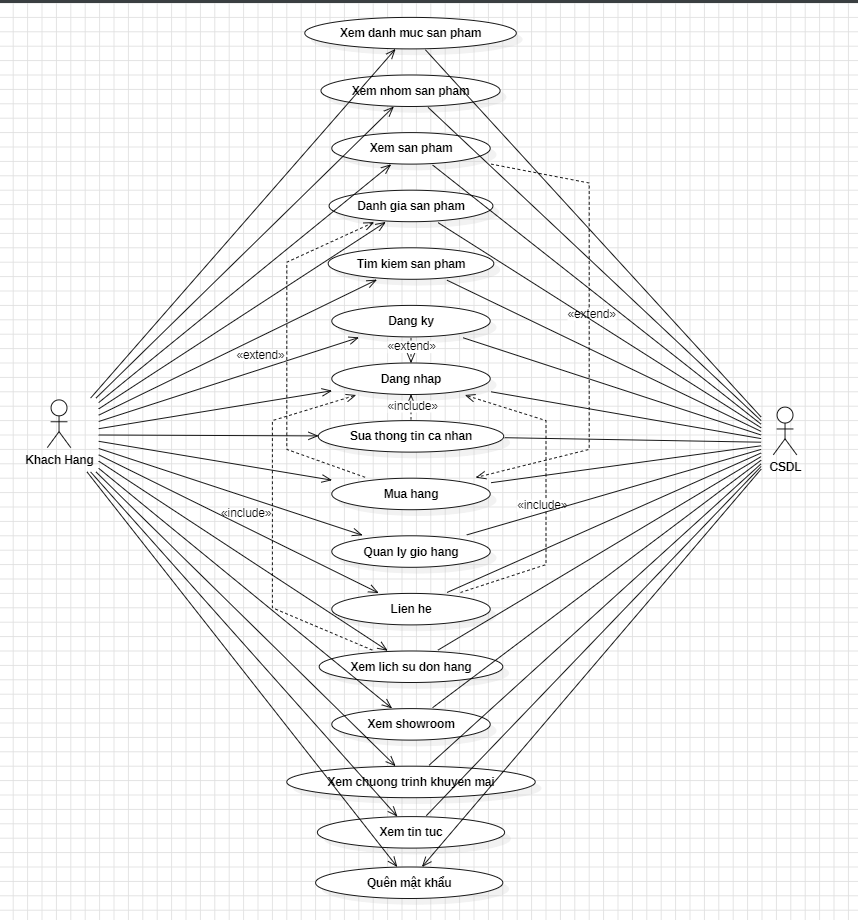 Xem danh muc san pham
Xem nhom san pham
Xem san pham
Danh gia san pham
Tim kiem san pham
«extend»
Dang ky
«extend»
«extend»
Dang nhap
«include»
Sua thong tin ca nhan
Khach Hang
CSDL
Mua hang
«include»
«include»
Quan ly gio hang
Lien he
Xem lich su don hang
Xem showroom
Xem chuong trinh khuyen mai
Xem tin tuc
Quên mật khẩu